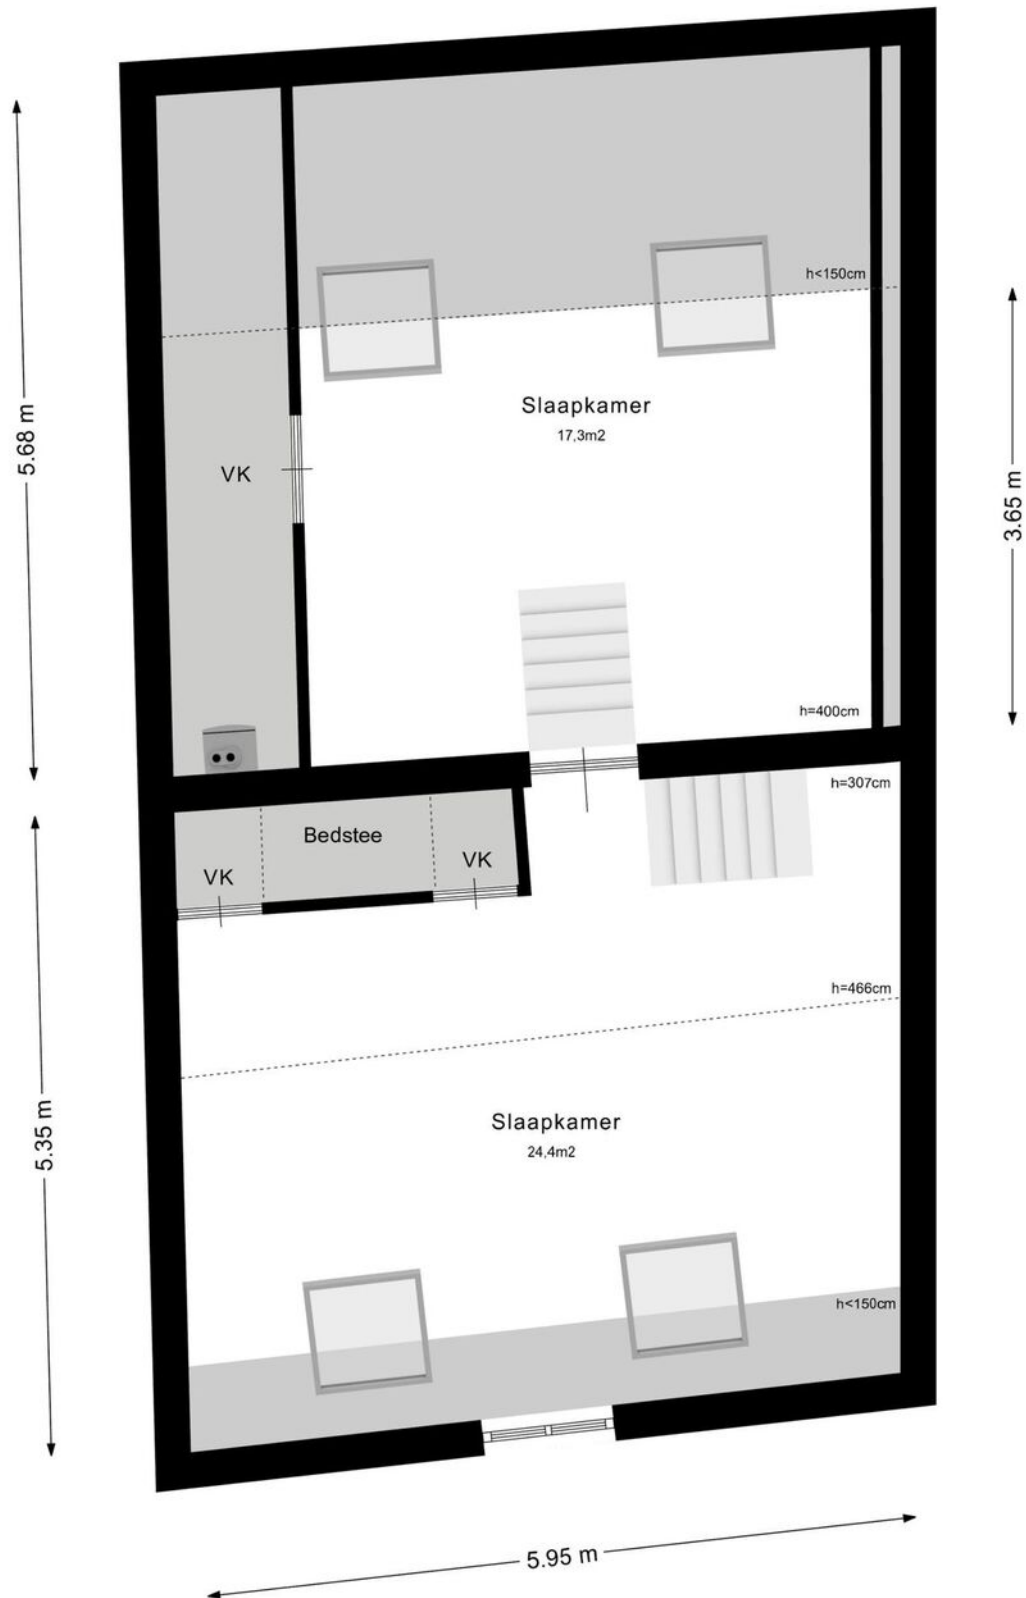 h<150cm
5.68 m
Slaapkamer
17,3m2
VK
3.65 m
h=400cm
h=307cm
Bedstee
VK
VK
h=466cm
Slaapkamer
24,4m2
5.35 m
h<150cm
5.95 m